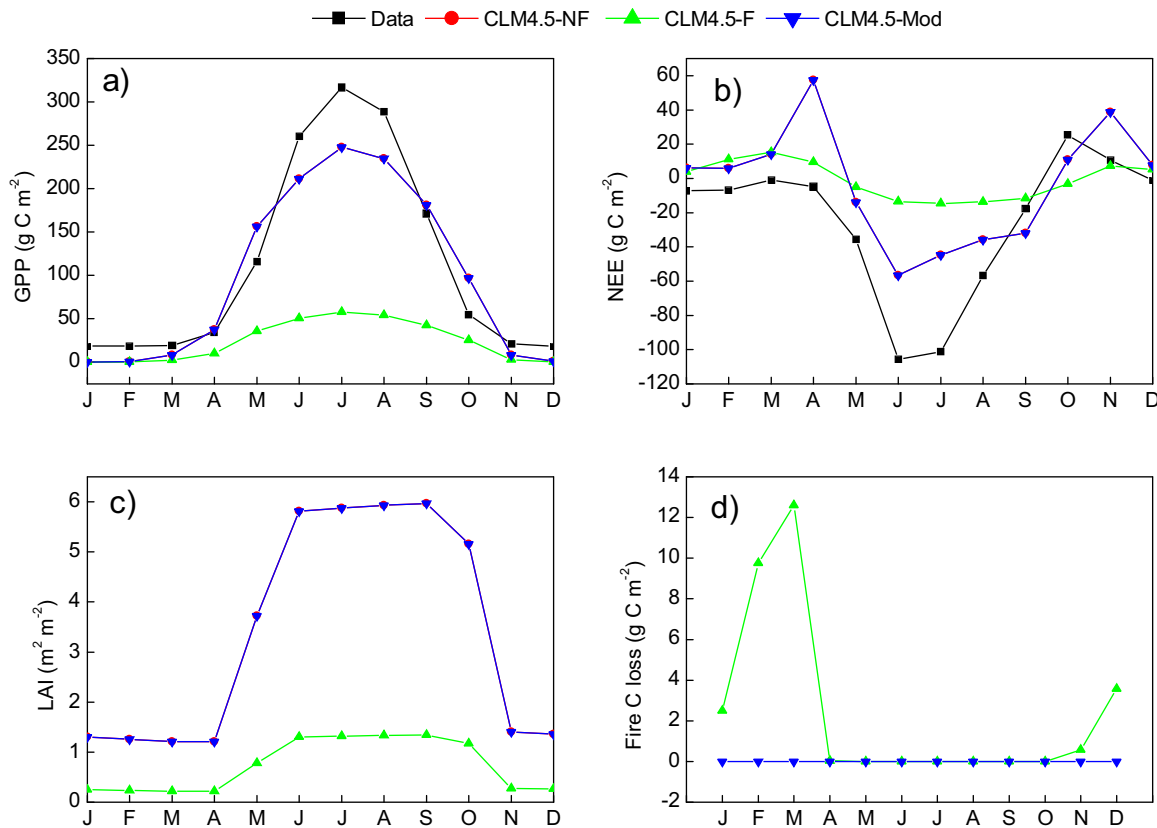 Data CLM4.5-NF CLM4.5-F CLM4.5-Mod
a)
GPP (g C m⁻²)
350
300
250
200
150
100
50
0
J F M A M J J A S O N D
b)
NEE (g C m⁻²)
60
40
20
0
-20
-40
-60
-80
-100
-120
J F M A M J J A S O N D
c)
LAI (m² m⁻²)
6
5
4
3
2
1
0
J F M A M J J A S O N D
d)
Fire C loss (g C m⁻²)
14
12
10
8
6
4
2
0
-2
J F M A M J J A S O N D